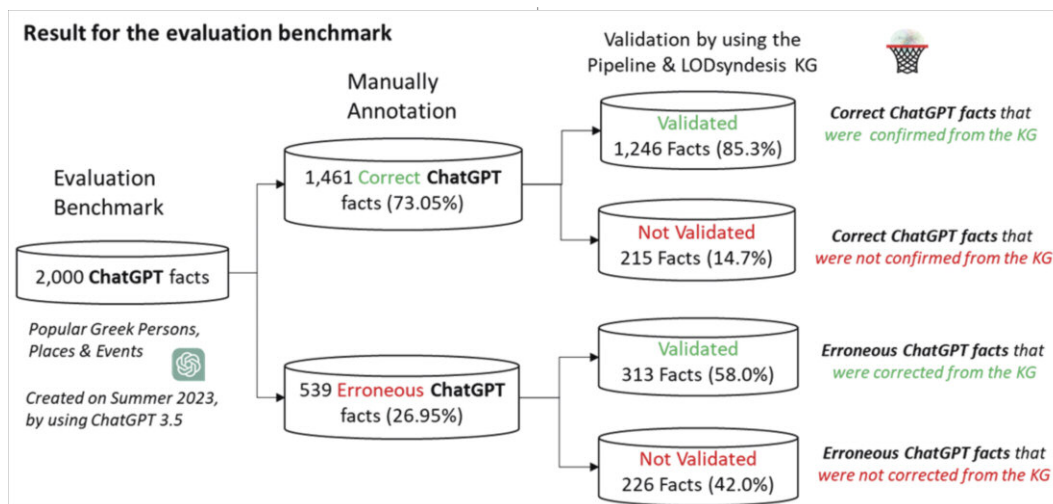 Result for the evaluation benchmark
Validation by using the
Pipeline & LODsyndesis KG
Manually
Annotation
Evaluation
Benchmark
2,000 ChatGPT facts
Popular Greek Persons,
Places & Events
Created on Summer 2023,
by using ChatGPT 3.5
1,461 Correct ChatGPT
facts (73.05%)
539 Erroneous ChatGPT
facts (26.95%)
Validated
1,246 Facts (85.3%)
Correct ChatGPT facts that
were confirmed from the KG
Not Validated
215 Facts (14.7%)
Correct ChatGPT facts that
were not confirmed from the KG
Validated
313 Facts (58.0%)
Erroneous ChatGPT facts that
were corrected from the KG
Not Validated
226 Facts (42.0%)
Erroneous ChatGPT facts that
were not corrected from the KG